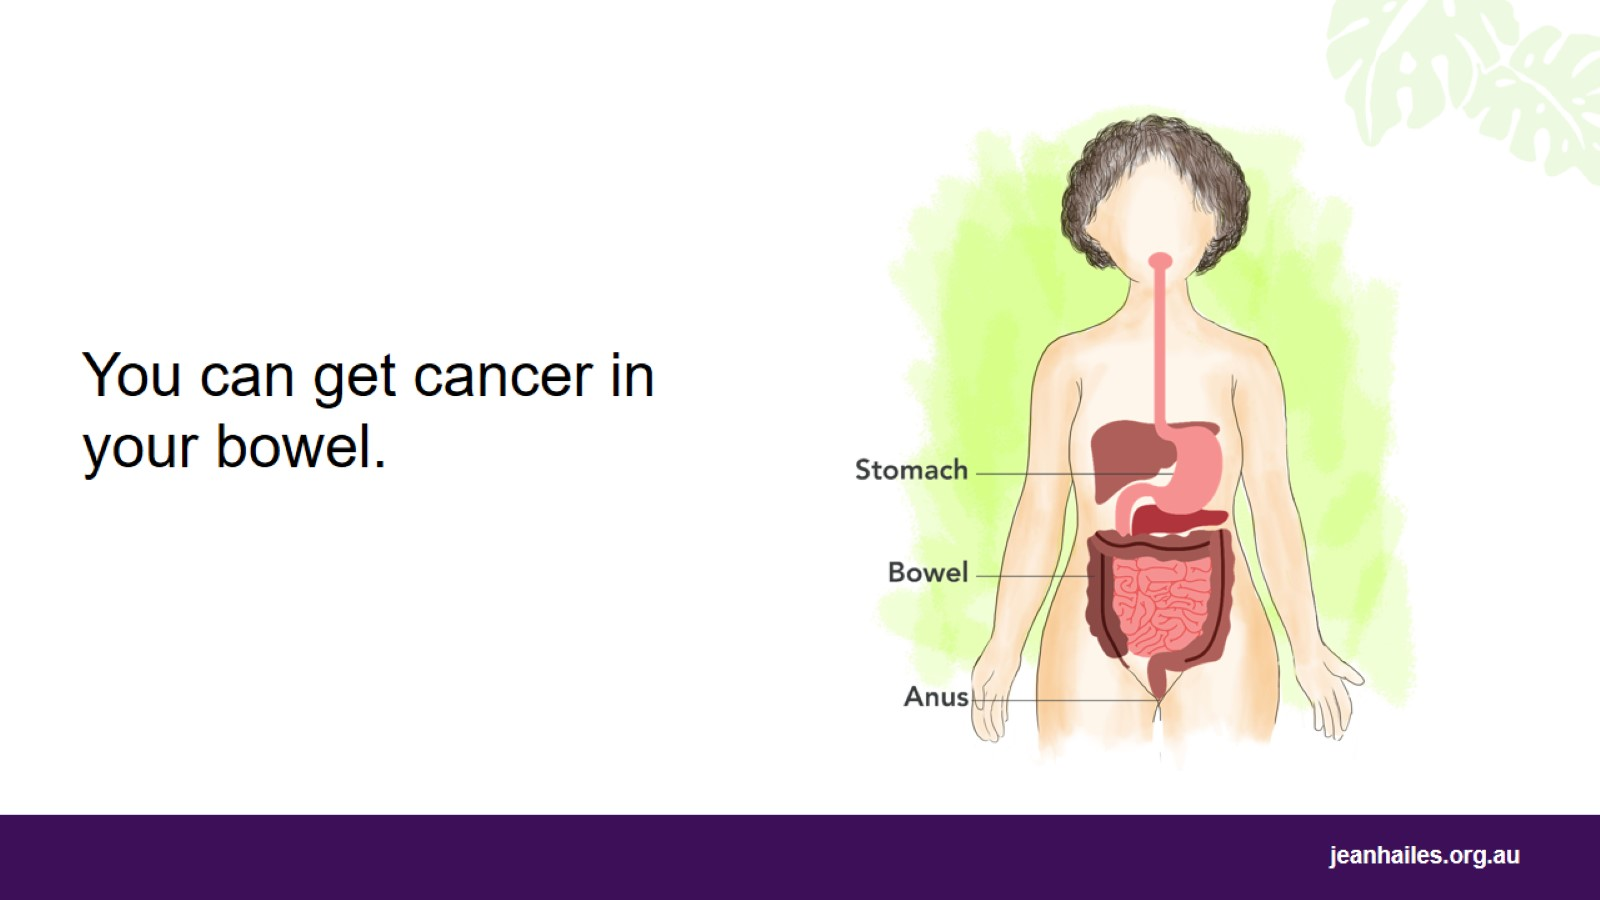 You can get cancer in
your bowel.
Stomach
Bowel
Anus
jeanhailes.org.au